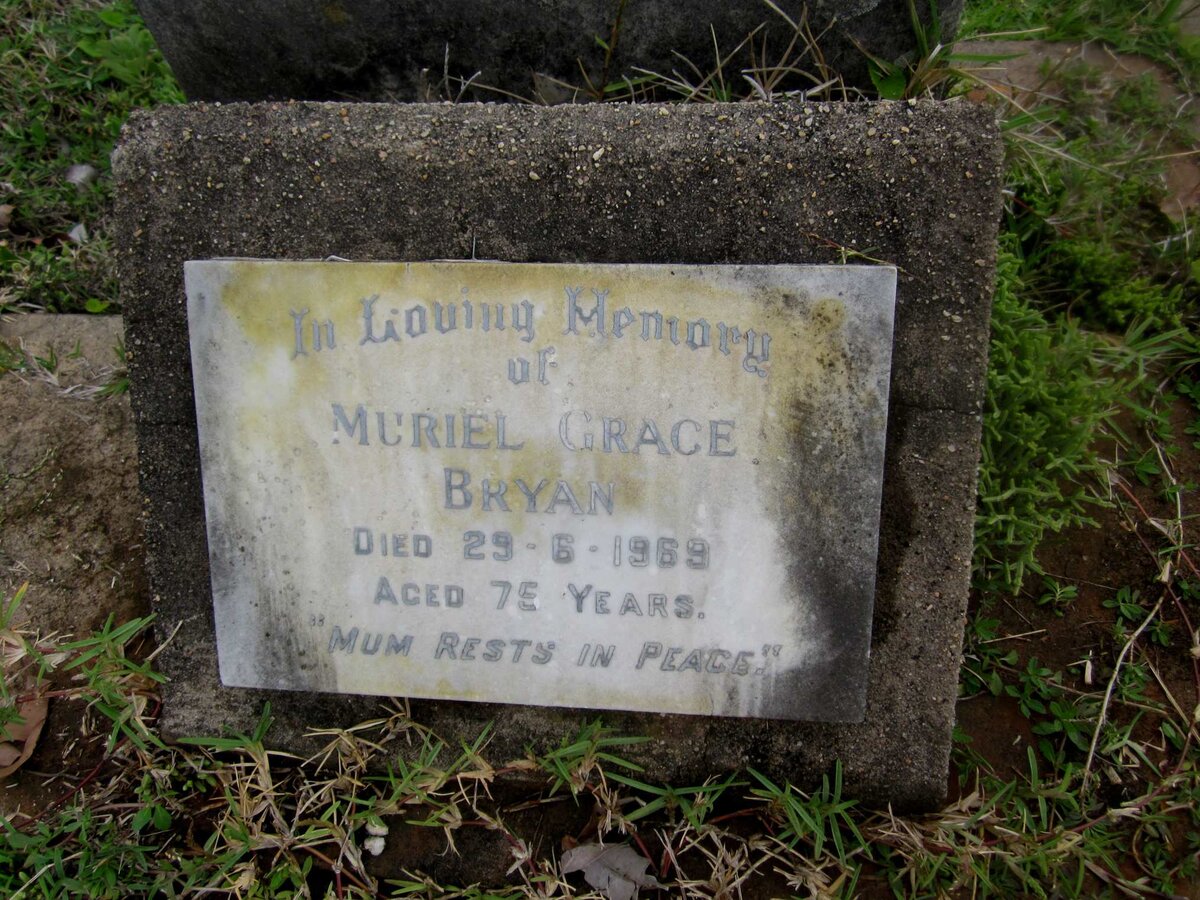 In Loving Memory
of
MURIEL GRACE
BRYAN
DIED 29-6-1969
AGED 75 YEARS.
"MUM RESTS IN PEACE."